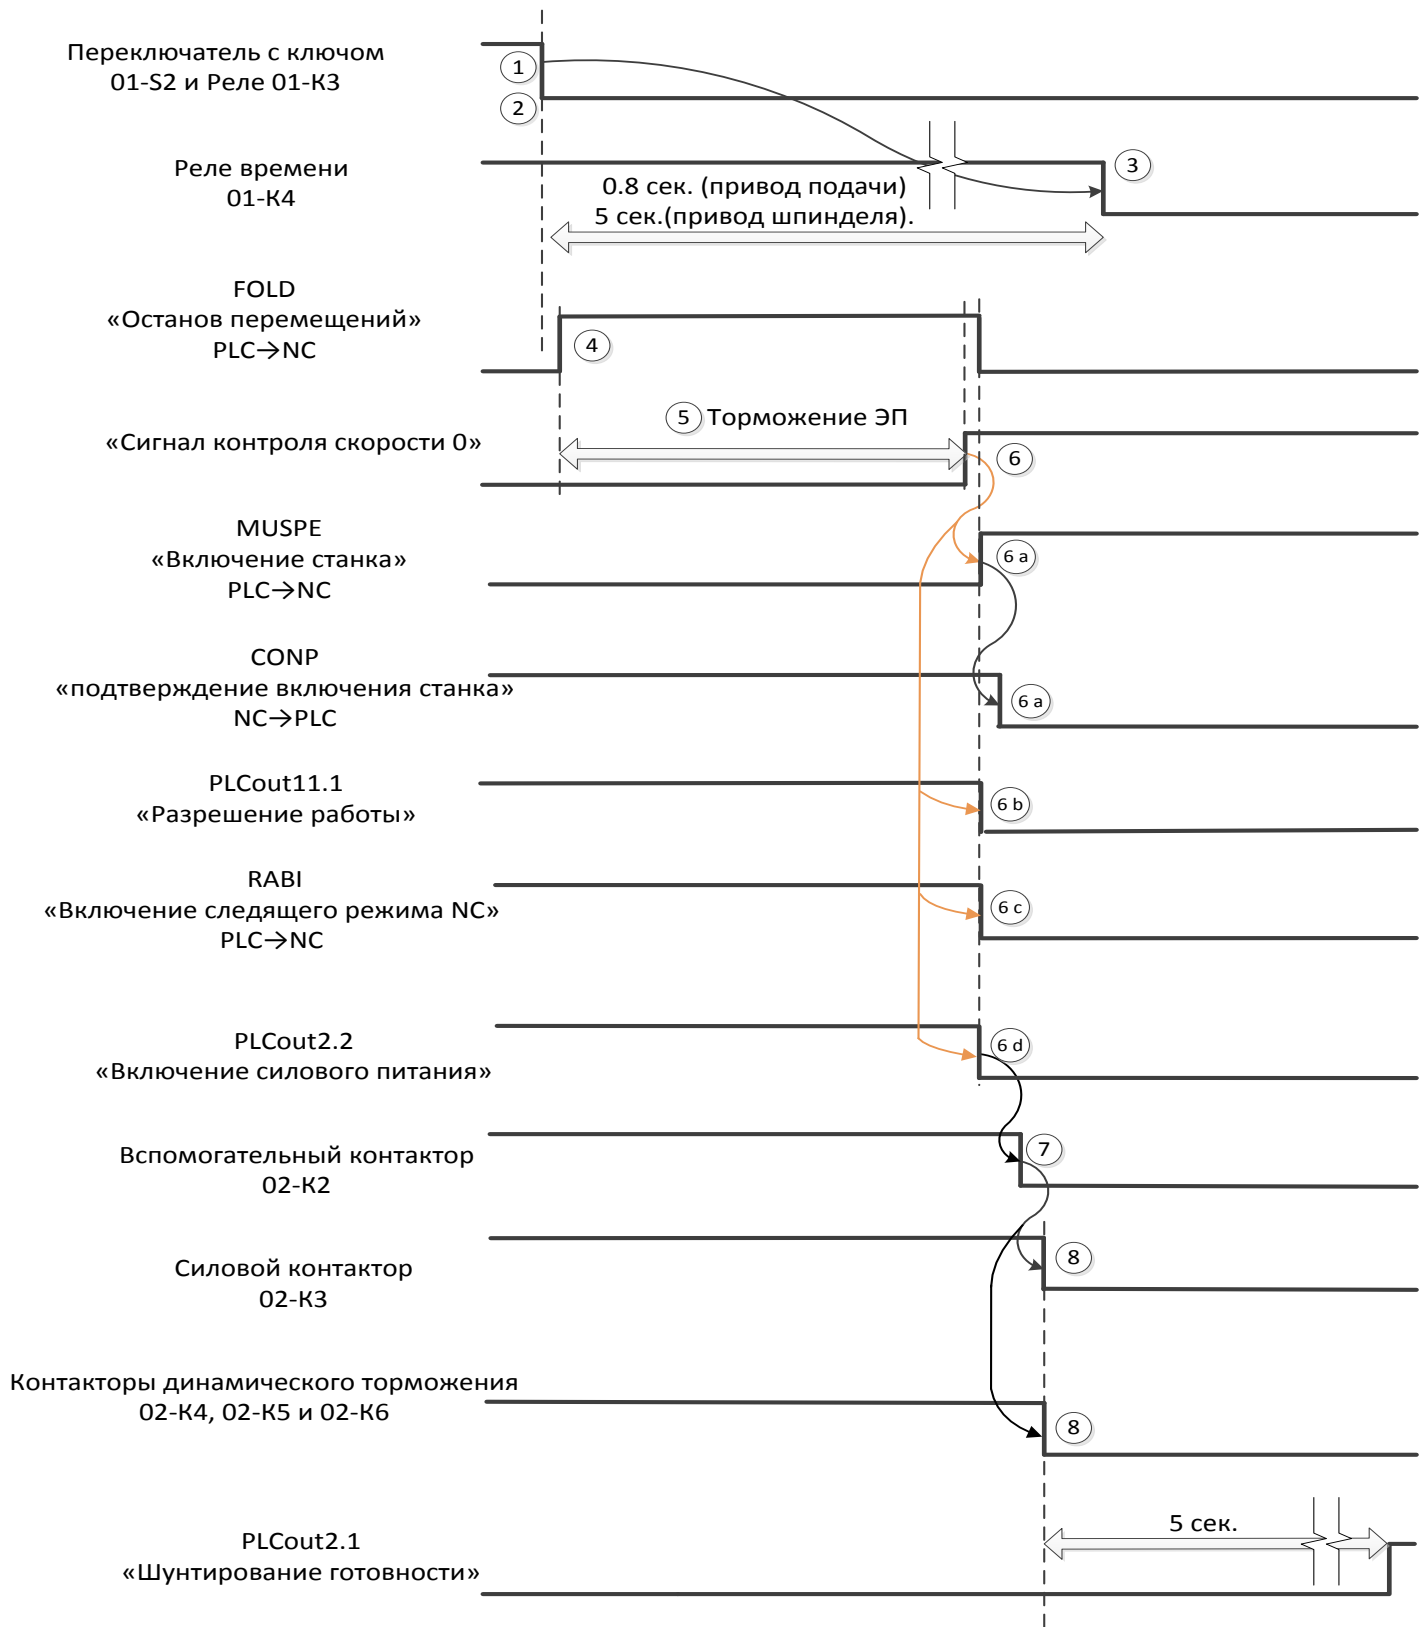 Переключатель с ключом
01-S2 и Реле 01-К3
1
2
Реле времени
01-К4
3
0.8 сек. (привод подачи)
5 сек.(привод шпинделя).
FOLD
«Останов перемещений»
PLC→NC
4
5 Торможение ЭП
«Сигнал контроля скорости 0»
6
MUSPE
«Включение станка»
PLC→NC
6 a
CONP
«подтверждение включения станка»
NC→PLC
6 a
PLCout11.1
«Разрешение работы»
6 b
RABI
«Включение следящего режима NC»
PLC→NC
6 c
PLCout2.2
«Включение силового питания»
6 d
Вспомогательный контактор
02-К2
7
Силовой контактор
02-К3
8
Контакторы динамического торможения
02-К4, 02-К5 и 02-К6
8
5 сек.
PLCout2.1
«Шунтирование готовности»